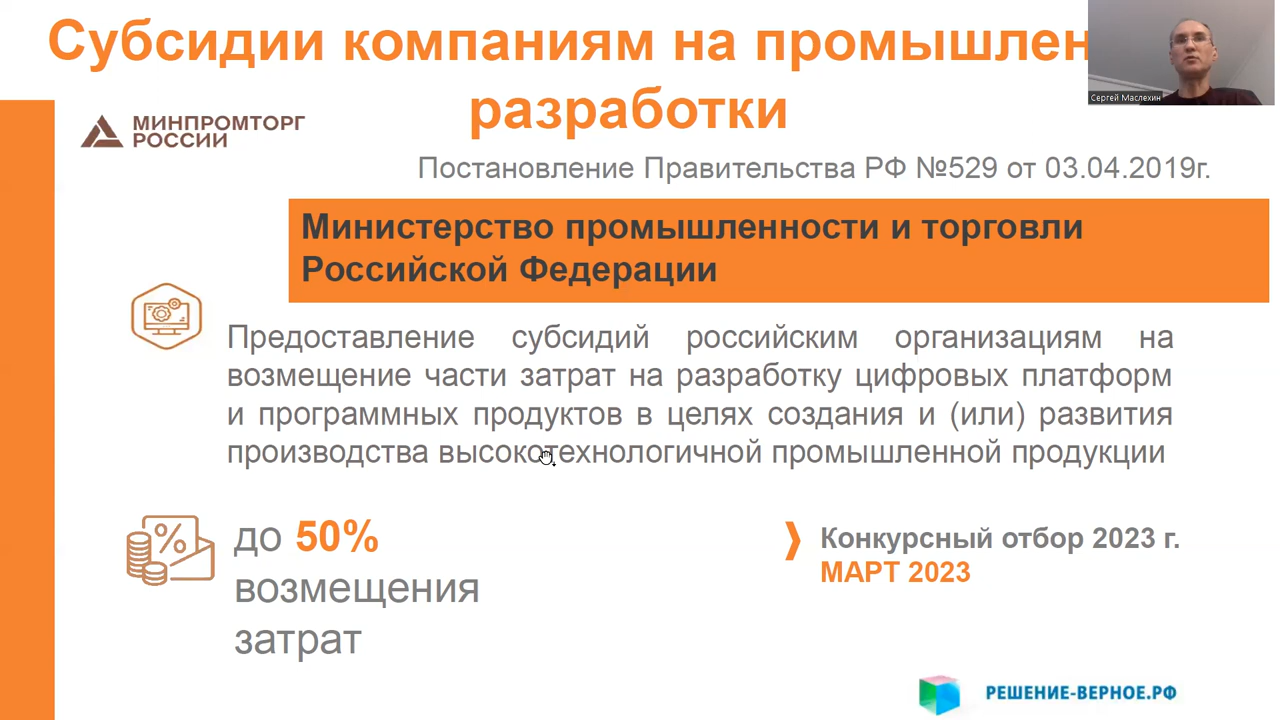 Субсидии компаниям на промышлен
разработки
Сергей Маслехин
МИНПРОМТОРГ
РОССИИ
Постановление Правительства РФ №529 от 03.04.2019г.
Министерство промышленности и торговли
Российской Федерации
Предоставление субсидий российским организациям на
возмещение части затрат на разработку цифровых платформ
и программных продуктов в целях создания и (или) развития
производства высокотехнологичной промышленной продукции
%
до 50%
возмещения
затрат
Конкурсный отбор 2023 г.
МАРТ 2023
РЕШЕНИЕ-ВЕРНОЕ.РФ